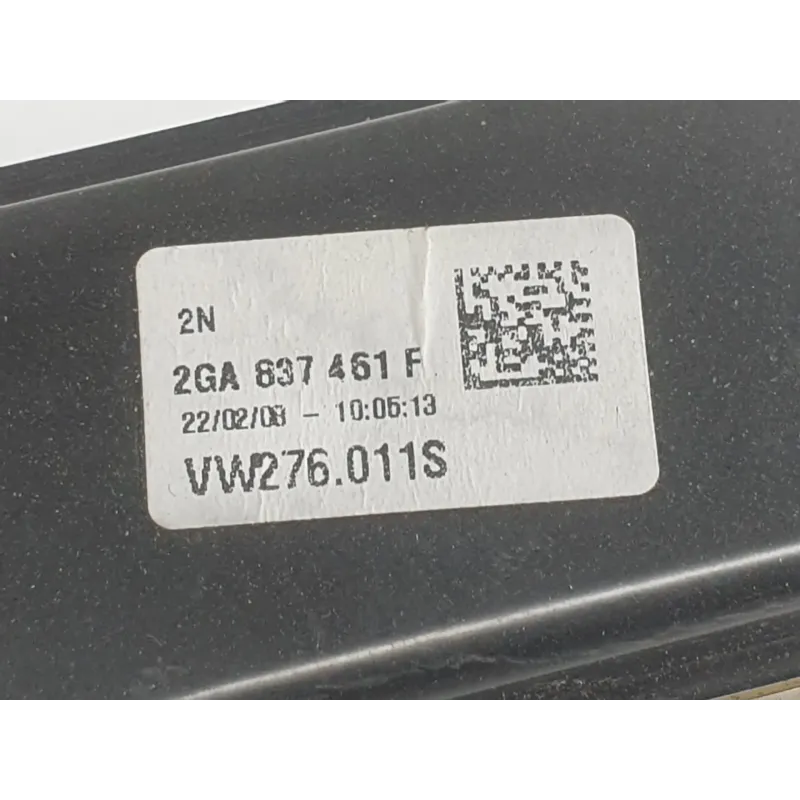 2N
2GA 837 461 F
22/02/08 - 10:05:13
VW276.011S